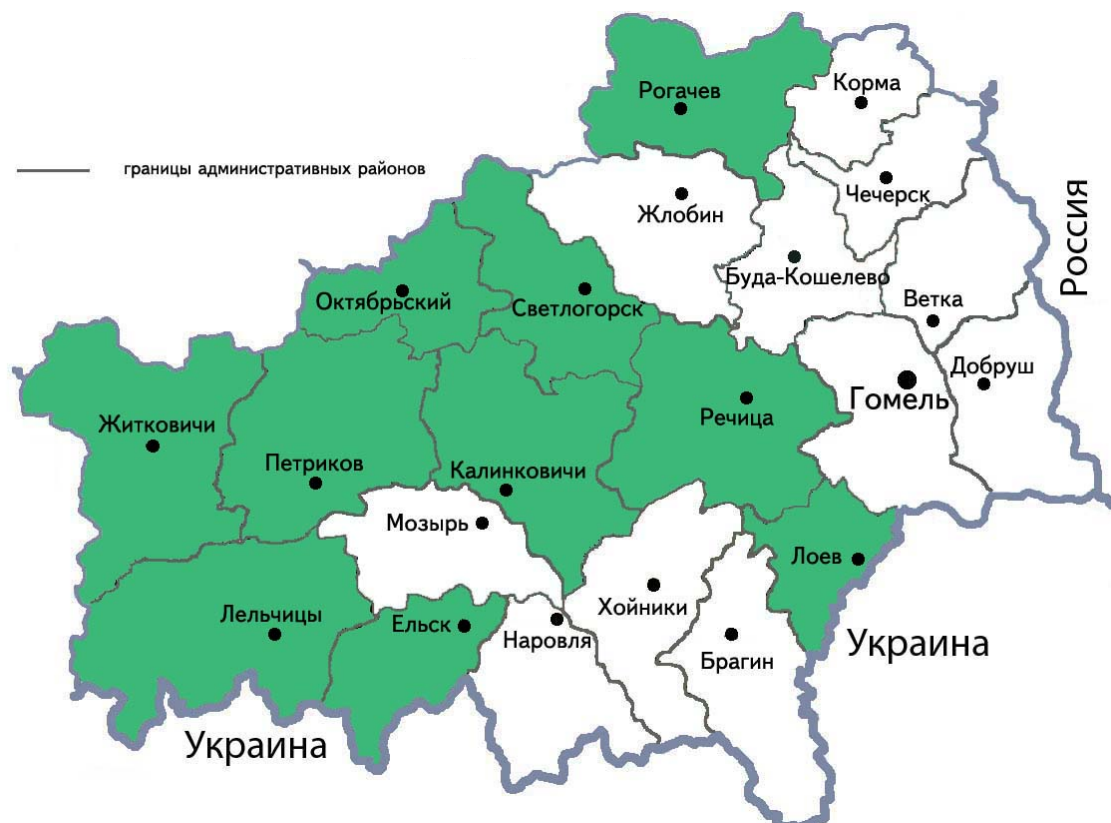 Рогачев
Корма
границы административных районов
Чечерск
Жлобин
Россия
Буда-Кошелево
Октябрьский
Светлогорск
Ветка
Добруш
Гомель
Житковичи
Речица
Петриков
Калинковичи
Мозырь
Лоев
Хойники
Лельчицы
Ельск
Наровля
Брагин
Украина
Украина